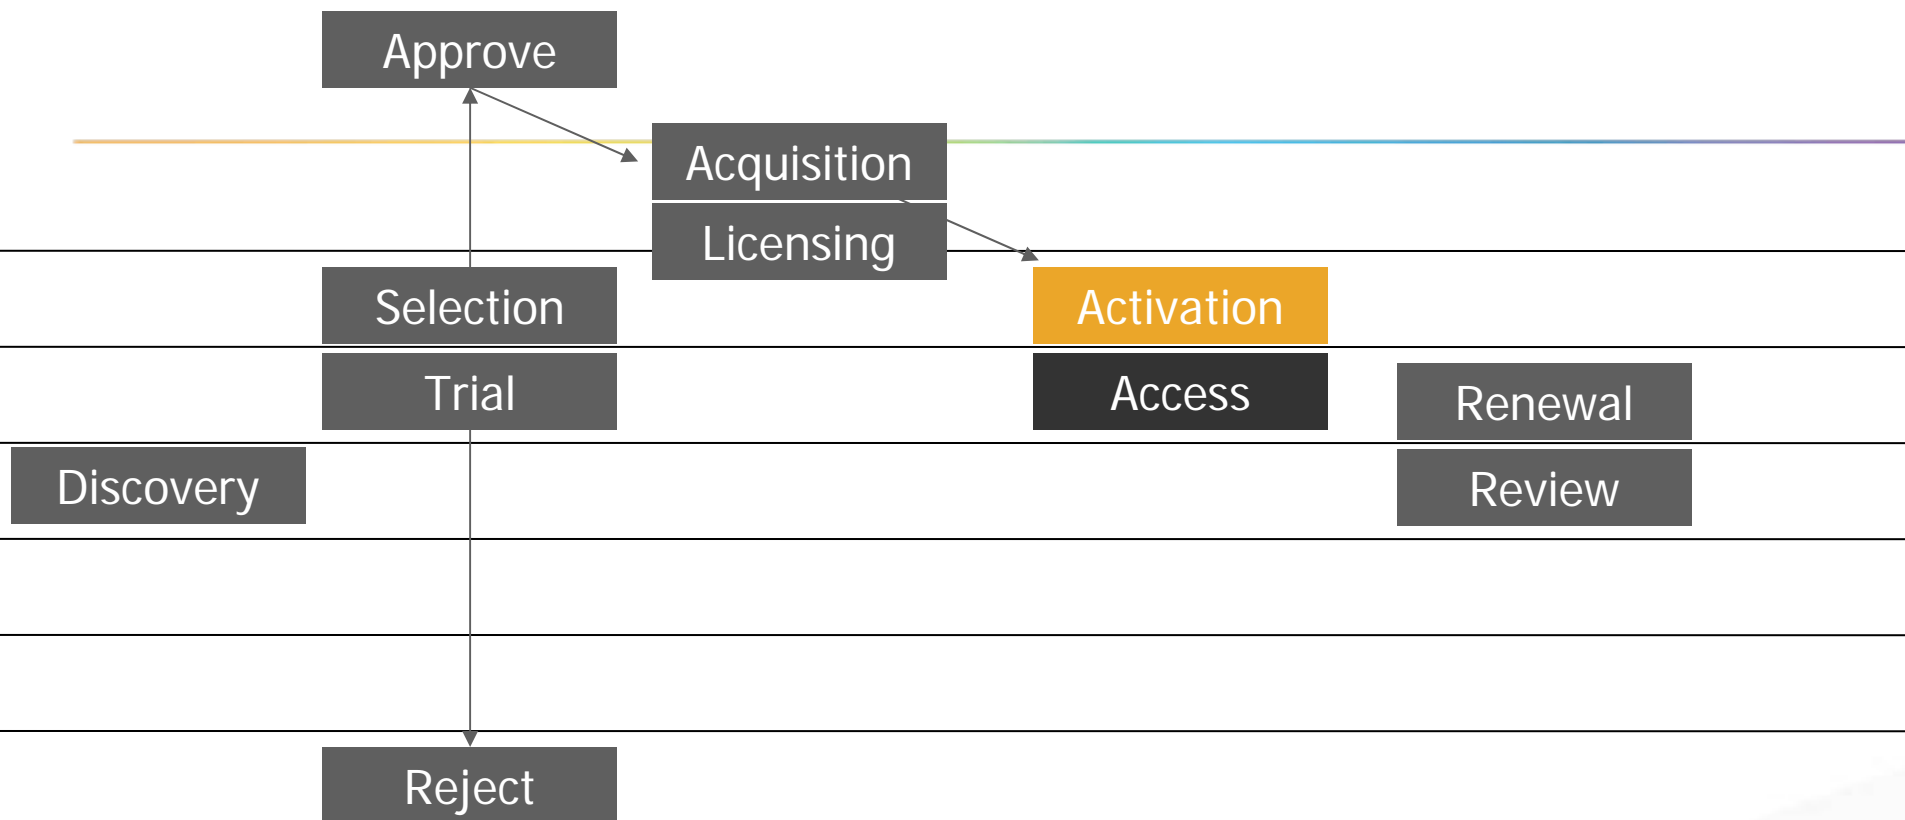 Approve
Acquisition
Licensing
Selection
Activation
Trial
Access
Renewal
Discovery
Review
Reject